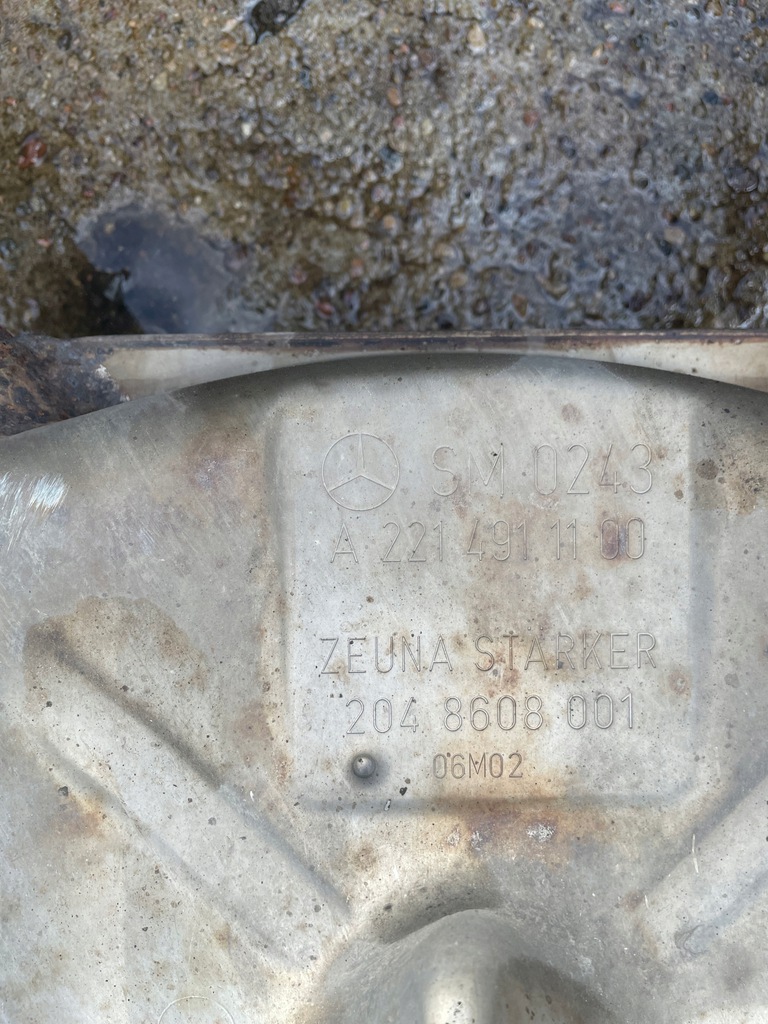 SM 0243
A 221 491 11 00
ZEUNA STARKER
204 8608 001
06M02